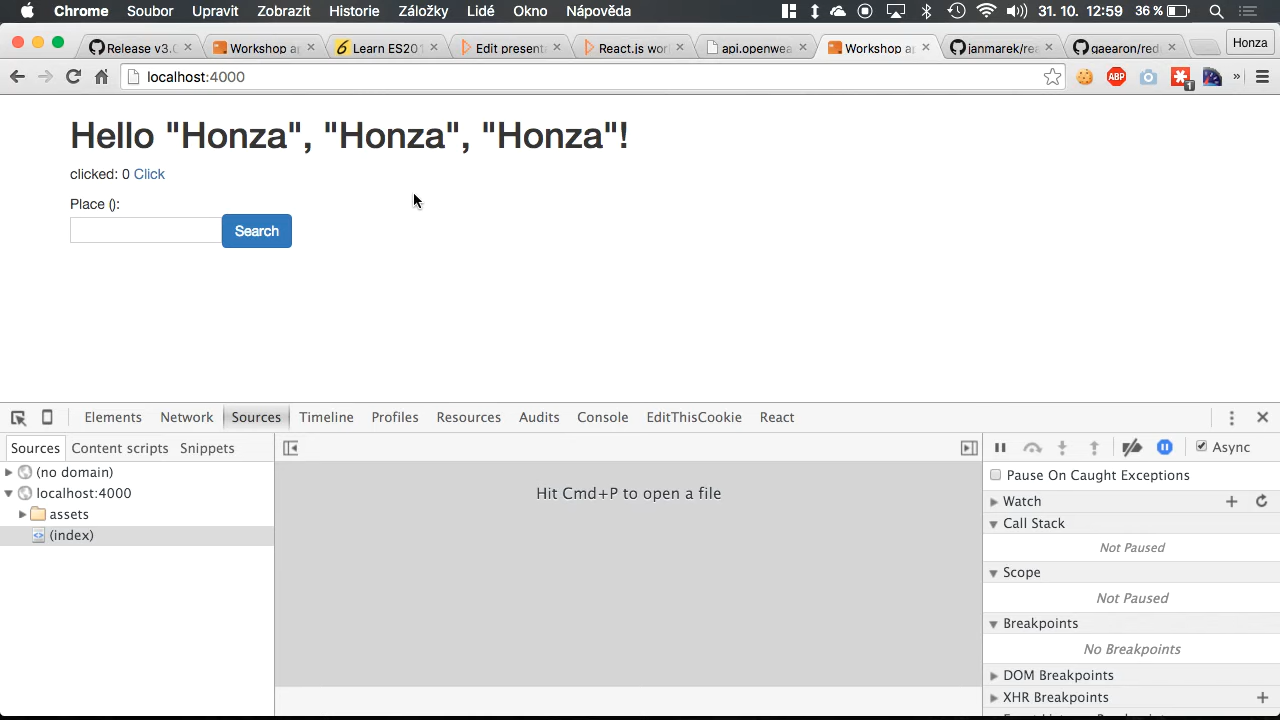 Chrome Soubor Upravit Zobrazit Historie Záložky Lidé Okno Nápověda 31. 10. 12:59 36 %
Release v3.0 Workshop a Learn ES201 Edit present React.js wor api.openwea Workshop a janmarek/rea gaearon/red Honza
localhost:4000 ABP 1 »
Hello "Honza", "Honza", "Honza"!
clicked: 0 Click
Place ():
Search
Elements Network Sources Timeline Profiles Resources Audits Console EditThisCookie React
Sources Content scripts Snippets Async
(no domain) Pause On Caught Exceptions
localhost:4000 Hit Cmd+P to open a file Watch
assets Call Stack
(index) Not Paused
Scope
Not Paused
Breakpoints
No Breakpoints
DOM Breakpoints
XHR Breakpoints